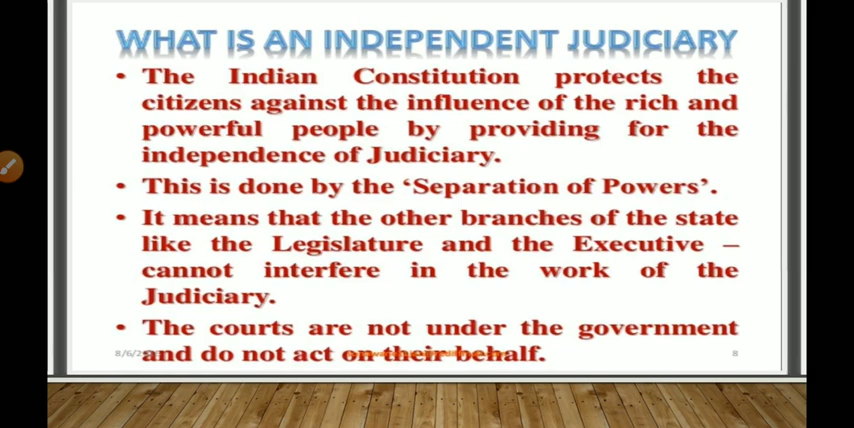 WHAT IS AN INDEPENDENT JUDICIARY
• The Indian Constitution protects the
citizens against the influence of the rich and
powerful people by providing for the
independence of Judiciary.
• This is done by the ‘Separation of Powers’.
• It means that the other branches of the state
like the Legislature and the Executive –
cannot interfere in the work of the
Judiciary.
• The courts are not under the government
and do not act on their behalf.
8